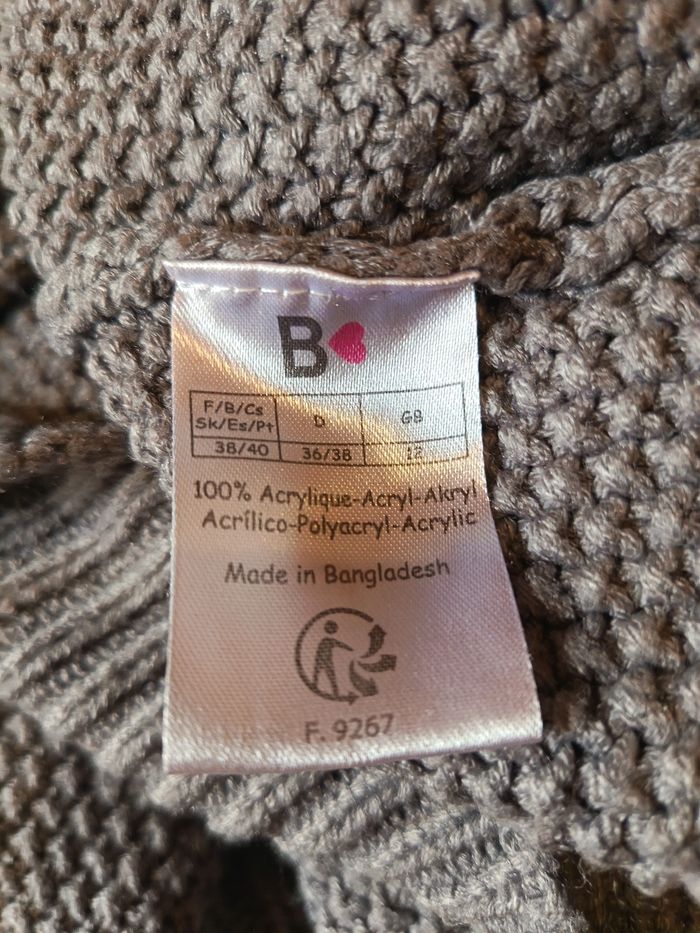 B
F/B/Cs D GB
Sk/Es/Pt
38/40 36/38 12
100% Acrylique-Acryl-Akryl
Acrílico-Polyacryl-Acrylic
Made in Bangladesh
F. 9267